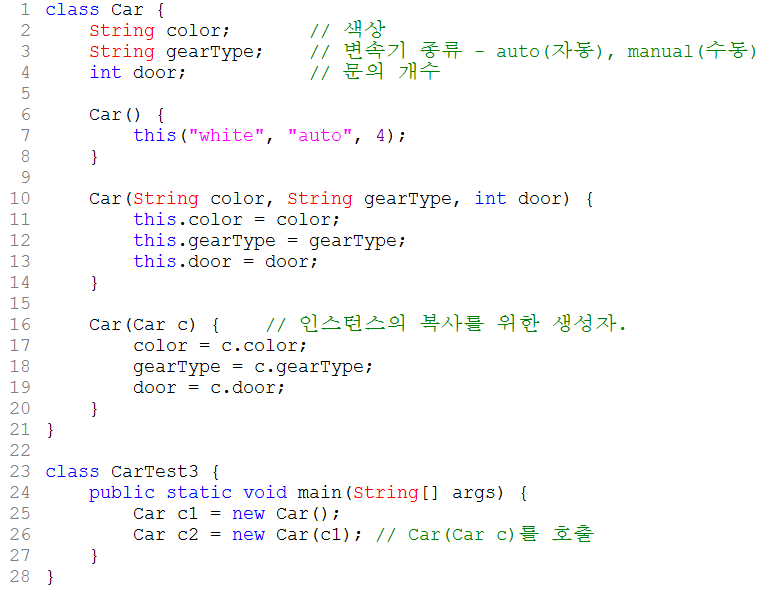 1 class Car {
2     String color;       // 색상
3     String gearType;    // 변속기 종류 - auto(자동), manual(수동)
4     int door;           // 문의 개수
5
6     Car() {
7         this("white", "auto", 4);
8     }
9
10     Car(String color, String gearType, int door) {
11         this.color = color;
12         this.gearType = gearType;
13         this.door = door;
14     }
15
16     Car(Car c) {    // 인스턴스의 복사를 위한 생성자.
17         color = c.color;
18         gearType = c.gearType;
19         door = c.door;
20     }
21 }
22
23 class CarTest3 {
24     public static void main(String[] args) {
25         Car c1 = new Car();
26         Car c2 = new Car(c1); // Car(Car c)를 호출
27     }
28 }